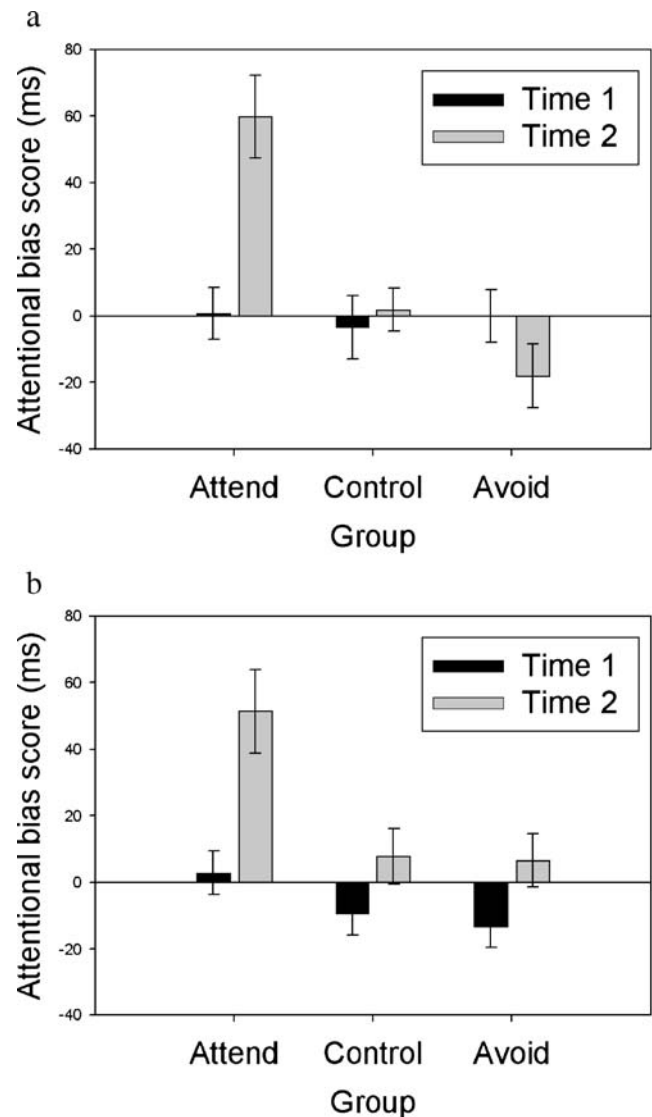 a
Attentional bias score (ms)
80
60
40
20
0
-20
-40
Time 1
Time 2
Attend Control Avoid
Group
b
Attentional bias score (ms)
80
60
40
20
0
-20
-40
Time 1
Time 2
Attend Control Avoid
Group